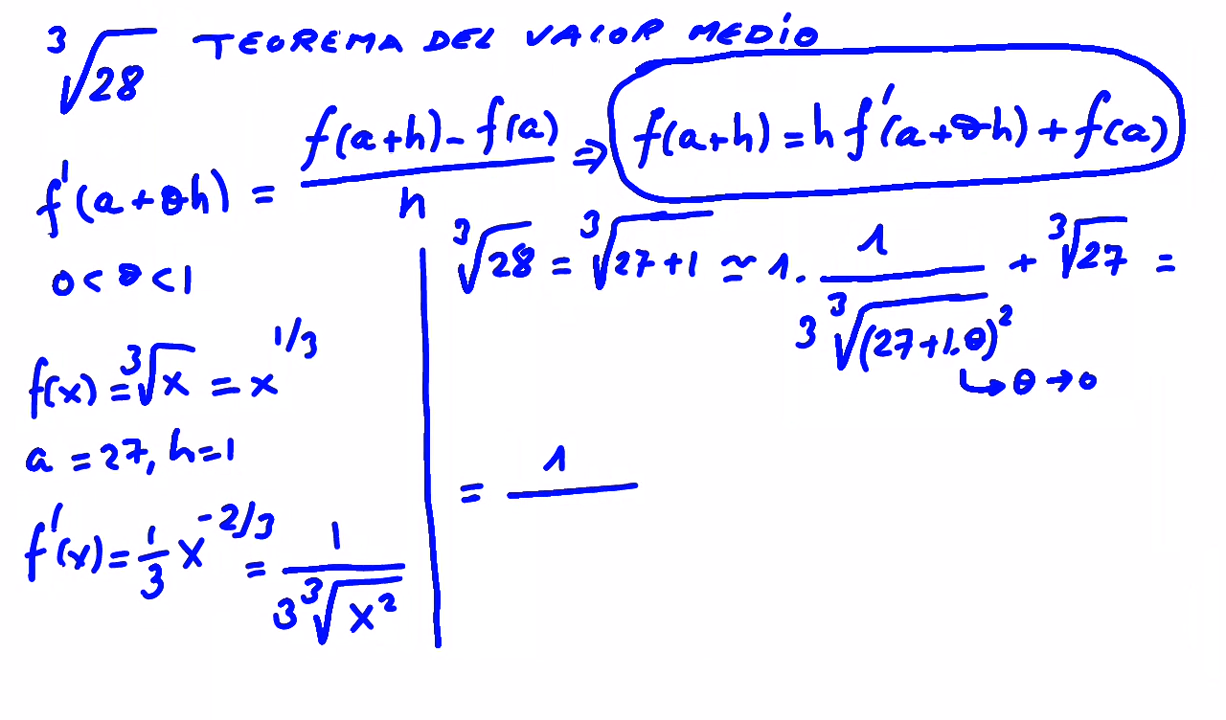 ∛28 TEOREMA DEL VALOR MEDIO
f'(a+θh) = (f(a+h) - f(a))/h ⇒ f(a+h) = h f'(a+θh) + f(a)
0 < θ < 1
f(x) = ∛x = x^(1/3)
a = 27, h = 1
f'(x) = 1/3 x^(-2/3) = 1/(3∛(x²))
∛28 = ∛(27+1) ≃ 1 · 1/(3∛((27+1.θ)²)) + ∛27 =
↳ θ → 0
= 1/